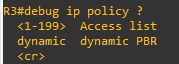 R3#debug ip policy ?
<1-199> Access list
dynamic dynamic PBR
<cr>